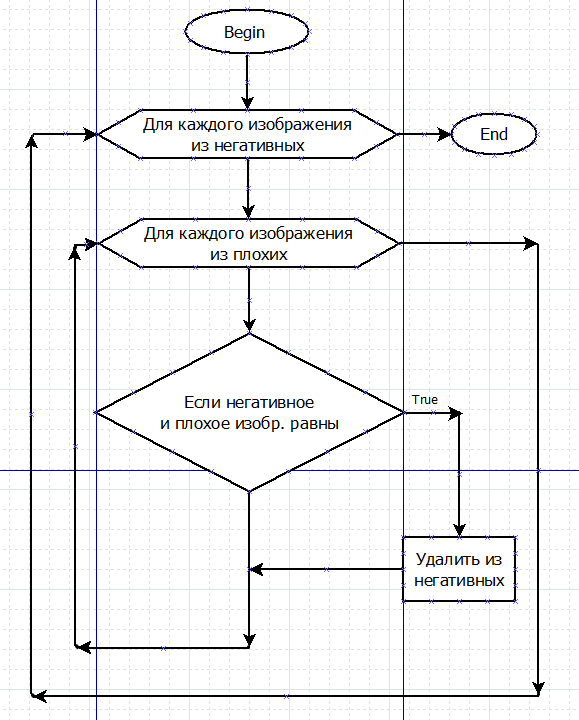 Begin
Для каждого изображения
из негативных
End
Для каждого изображения
из плохих
Если негативное
и плохое изобр. равны
True
Удалить из
негативных